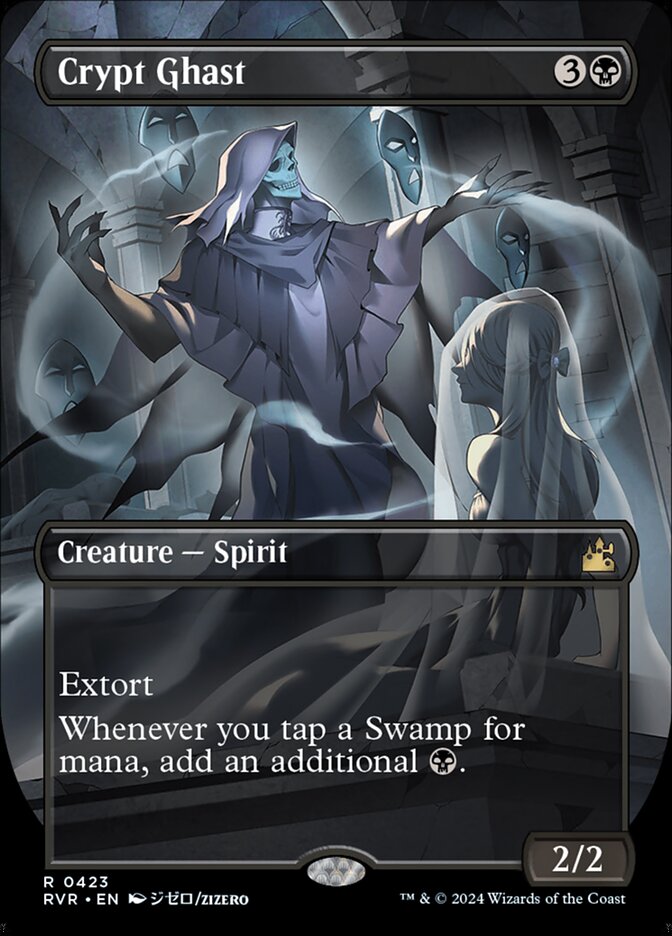 Crypt Ghast 3
Creature — Spirit
Extort
Whenever you tap a Swamp for
mana, add an additional .
2/2
R 0423
RVR • EN ジゼロ/ZIZERO
™ & © 2024 Wizards of the Coast